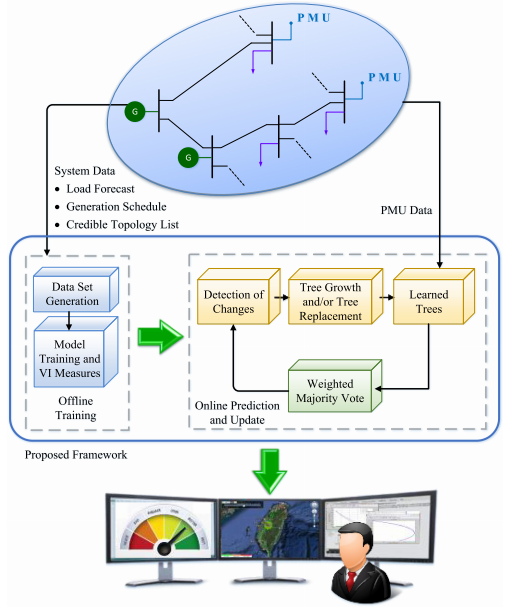 P M U
P M U
G
G
System Data
• Load Forecast
• Generation Schedule
• Credible Topology List
PMU Data
Data Set
Generation
Model
Training and
VI Measures
Offline
Training
Detection of
Changes
Tree Growth
and/or Tree
Replacement
Learned
Trees
Weighted
Majority Vote
Online Prediction
and Update
Proposed Framework